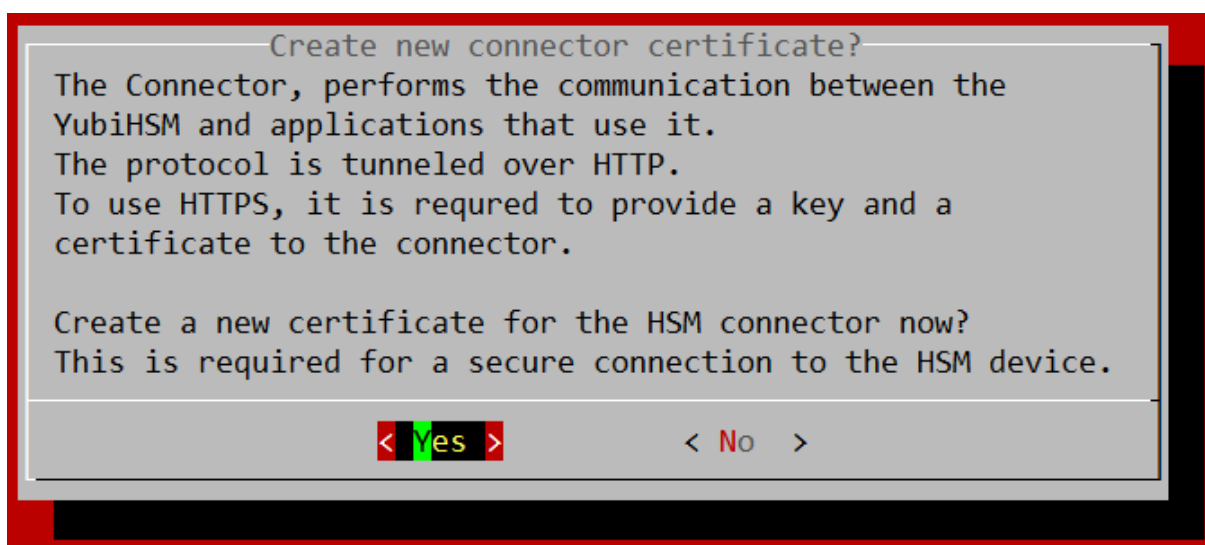 Create new connector certificate?
The Connector, performs the communication between the
YubiHSM and applications that use it.
The protocol is tunneled over HTTP.
To use HTTPS, it is requred to provide a key and a
certificate to the connector.
Create a new certificate for the HSM connector now?
This is required for a secure connection to the HSM device.
< Yes > < No >